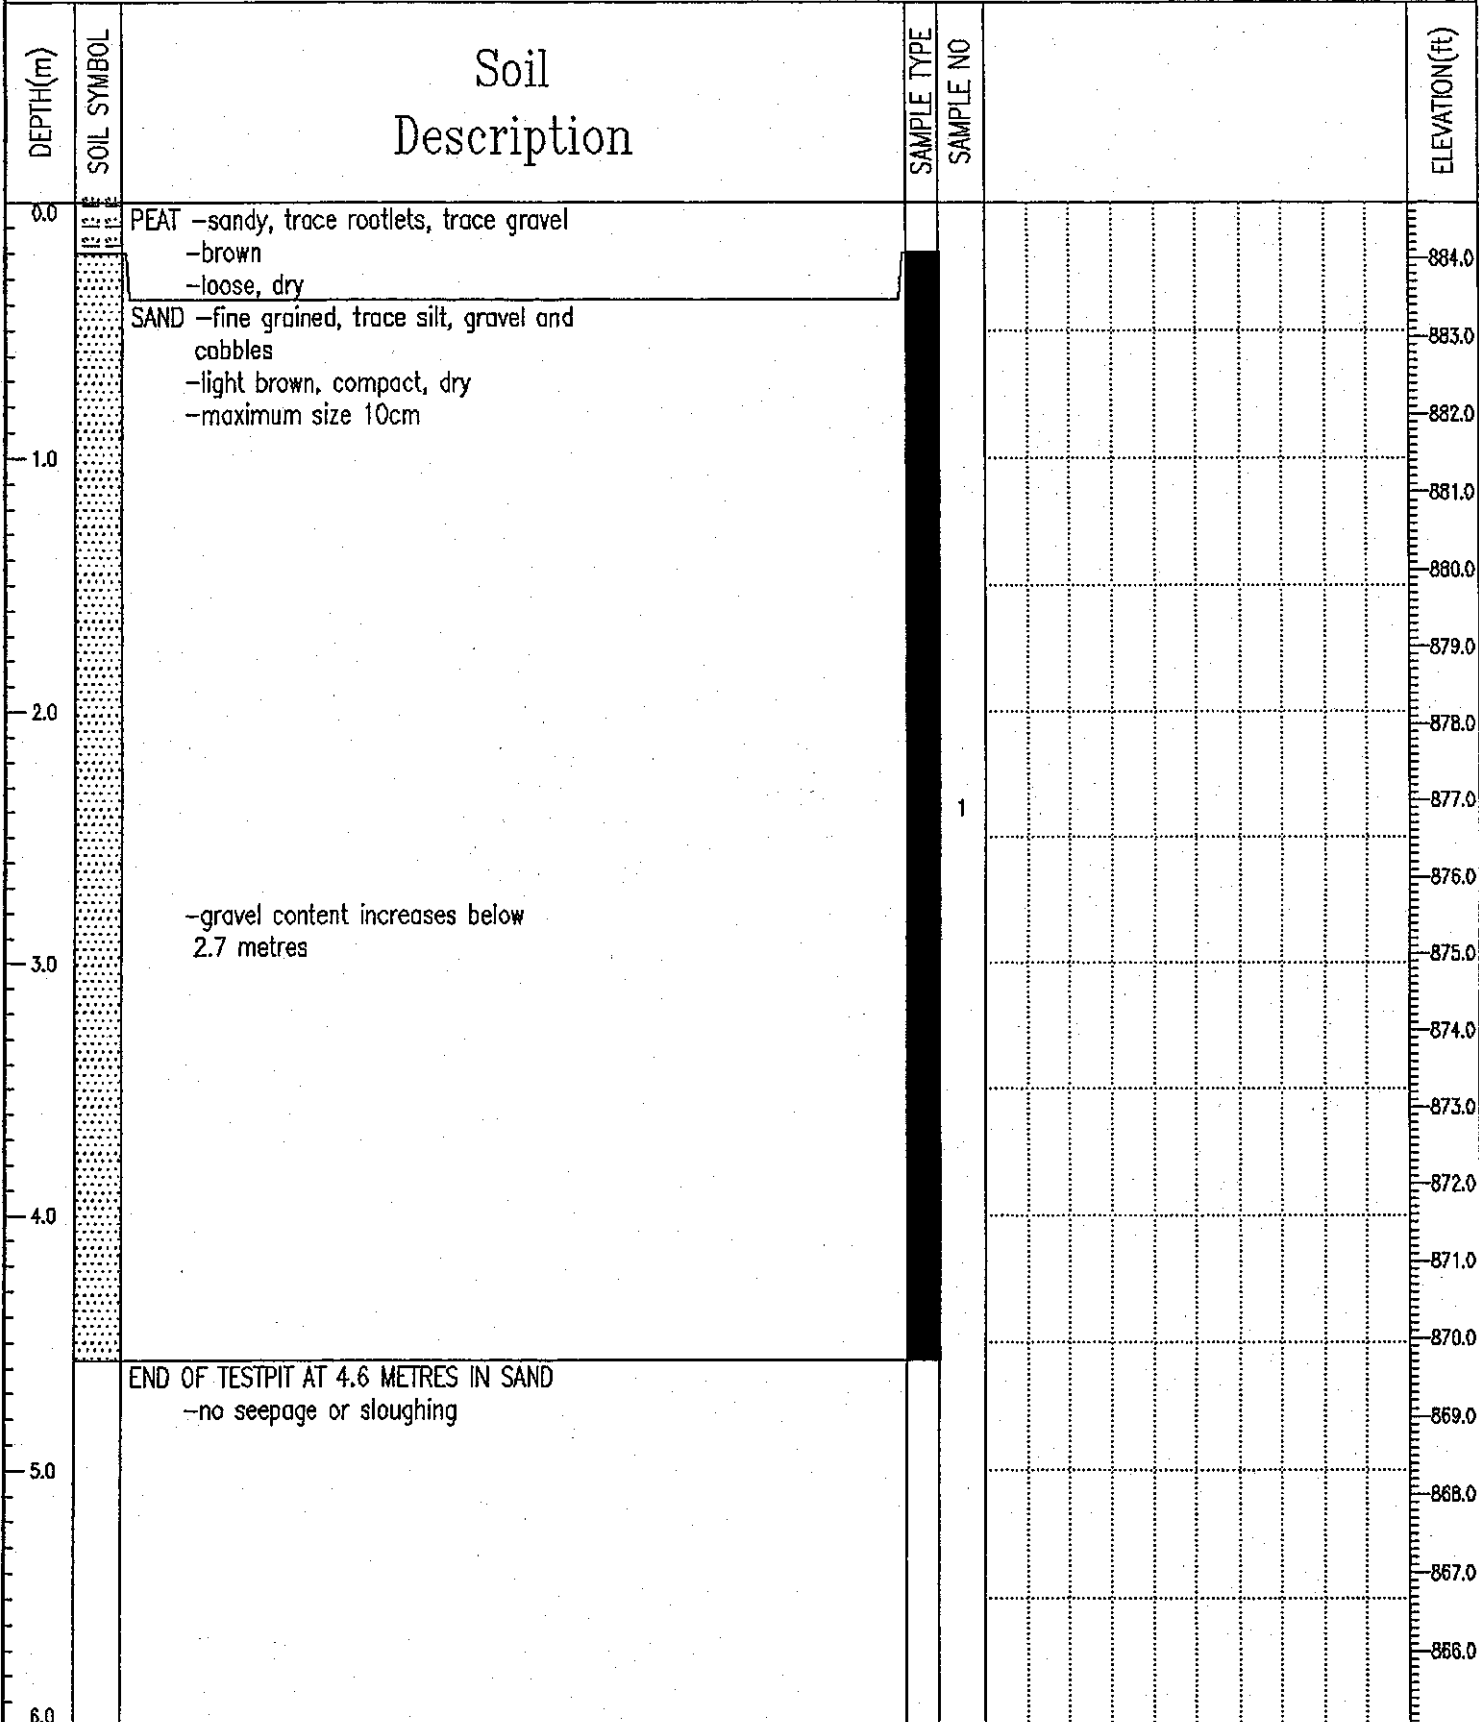 DEPTH(m)
SOIL SYMBOL
Soil
Description
SAMPLE TYPE
SAMPLE NO
ELEVATION(ft)
0.0
PEAT -sandy, trace rootlets, trace gravel
-brown
-loose, dry
SAND -fine grained, trace silt, gravel and
cobbles
-light brown, compact, dry
-maximum size 10cm
1.0
2.0
1
-gravel content increases below
2.7 metres
3.0
4.0
END OF TESTPIT AT 4.6 METRES IN SAND
-no seepage or sloughing
5.0
6.0
884.0
883.0
882.0
881.0
880.0
879.0
878.0
877.0
876.0
875.0
874.0
873.0
872.0
871.0
870.0
869.0
868.0
867.0
866.0